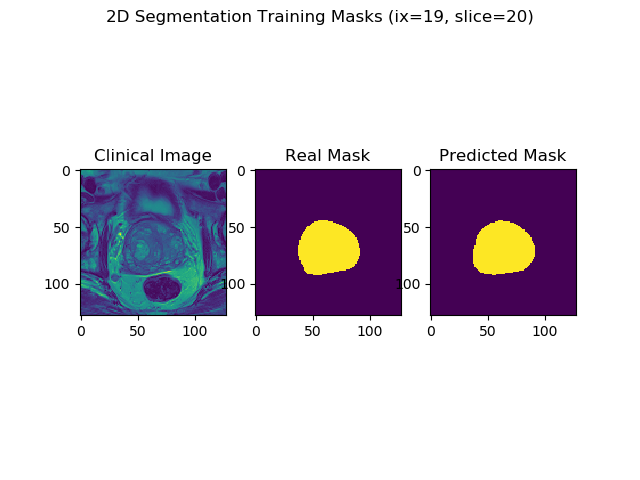 2D Segmentation Training Masks (ix=19, slice=20)
Clinical Image Real Mask Predicted Mask
0 0 0
50 50 50
100 100 100
0 50 100 0 50 100 0 50 100